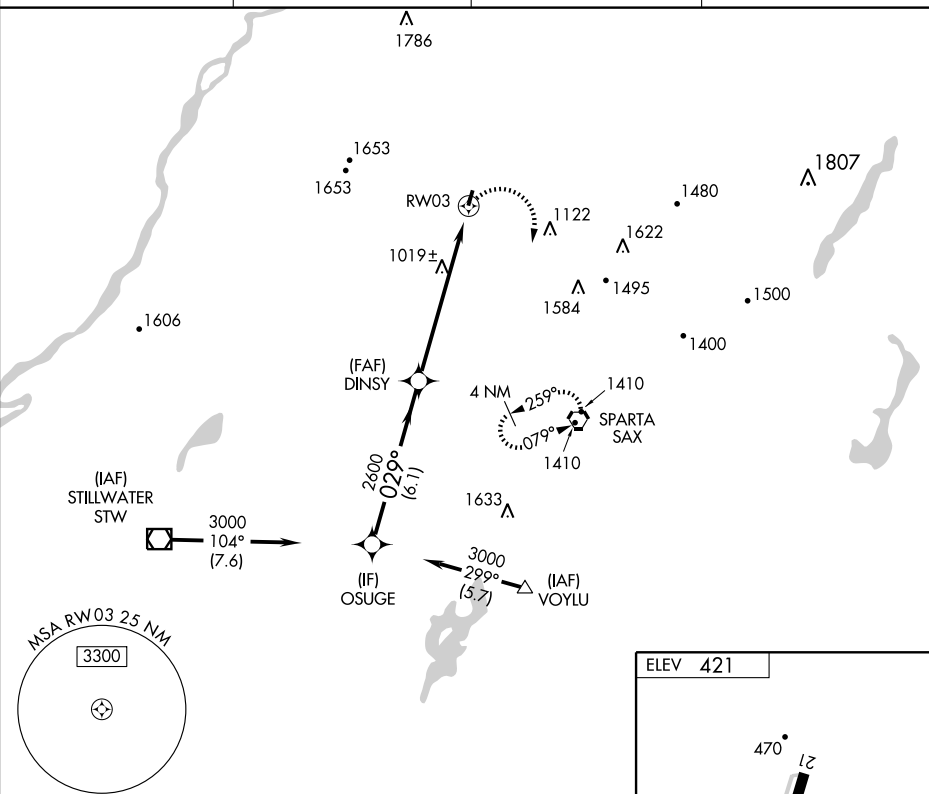 1786
1653
1653
1807
1480
RW03
1122
1622
1019±
1495
1584
1500
1606
1400
(FAF)
DINSY
4 NM
259°
1410
SPARTA
SAX
079°
1410
2600
029°
(6.1)
(IAF)
STILLWATER
STW
1633
3000
104°
(7.6)
3000
299°
(5.7)
(IF)
OSUGE
(IAF)
VOYLU
MSA RW03 25 NM
3300
ELEV 421
470
21